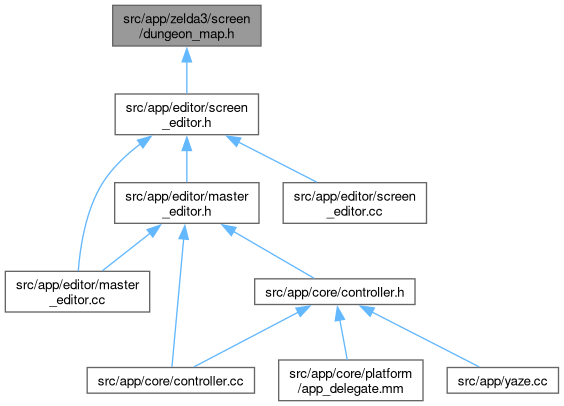 src/app/zelda3/screen
/dungeon_map.h
src/app/editor/screen
_editor.h
src/app/editor/master
_editor.h
src/app/editor/screen
_editor.cc
src/app/editor/master
_editor.cc
src/app/core/controller.h
src/app/core/controller.cc
src/app/core/platform
/app_delegate.mm
src/app/yaze.cc